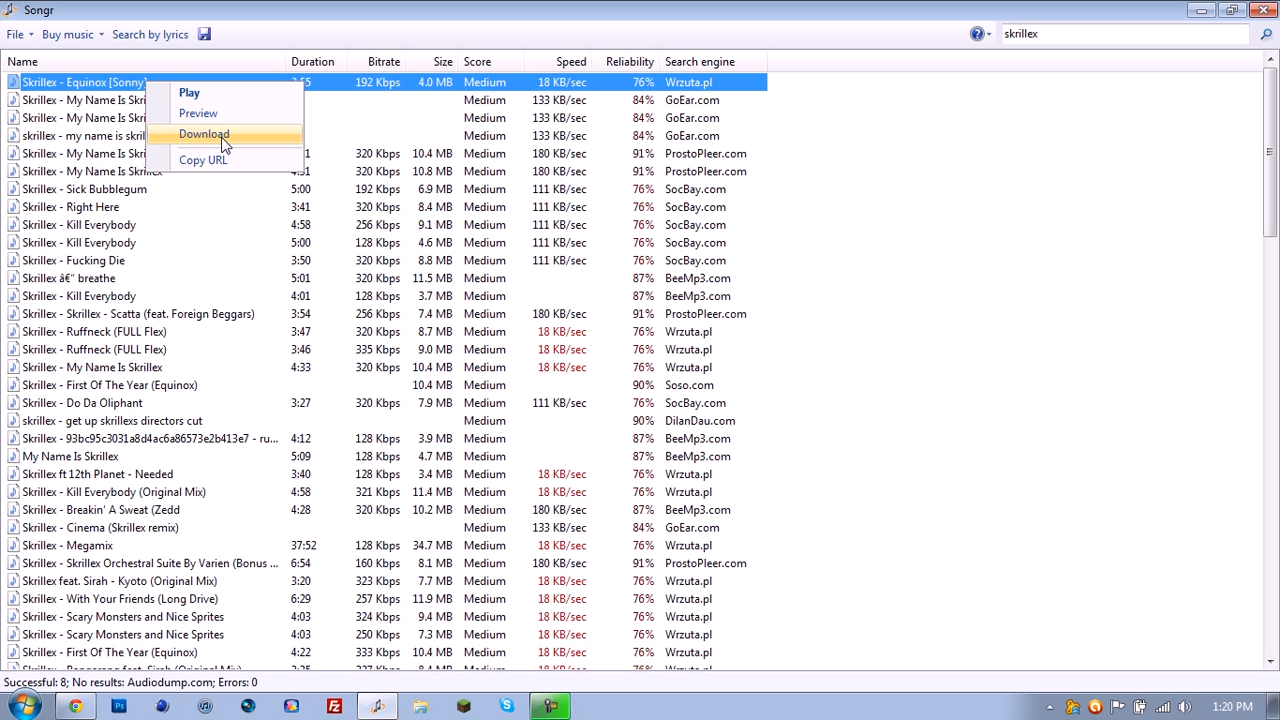 Songr
File Buy music Search by lyrics skillex
Name Duration Bitrate Size Score Speed Reliability Search engine
Skrillex - Equinox [Sonny] 192 Kbps 4.0 MB Medium 18 KB/sec 76% Wrzuta.pl
Play
Skrillex - My Name Is Medium 133 KB/sec 84% GoEar.com
Preview
Skrillex - My Name Is Medium 133 KB/sec 84% GoEar.com
Download
skrillex - my name is skril Medium 133 KB/sec 84% GoEar.com
Skrillex - My Name Is 320 Kbps 10.4 MB Medium 180 KB/sec 91% ProstoPleer.com
Copy URL
Skrillex - My Name Is Skrillex 320 Kbps 10.8 MB Medium 180 KB/sec 91% ProstoPleer.com
Skrillex - Sick Bubblegum 5:00 192 Kbps 6.9 MB Medium 111 KB/sec 76% SocBay.com
Skrillex - Right Here 3:41 320 Kbps 10.4 MB Medium 111 KB/sec 76% SocBay.com
Skrillex - Kill Everybody 4:58 256 Kbps 9.1 MB Medium 111 KB/sec 76% SocBay.com
Skrillex - Kill Everybody 5:00 128 Kbps 4.6 MB Medium 111 KB/sec 76% SocBay.com
Skrillex - Fucking Die 3:50 320 Kbps 8.8 MB Medium 111 KB/sec 76% SocBay.com
Skrillex â€“ breathe 5:01 320 Kbps 11.5 MB Medium 87% BeeMp3.com
Skrillex - Kill Everybody 4:01 128 Kbps 3.7 MB Medium 87% BeeMp3.com
Skrillex - Skrillex - Scatta (feat. Foreign Beggars) 3:54 256 Kbps 7.4 MB Medium 180 KB/sec 91% ProstoPleer.com
Skrillex - Ruffneck (FULL Flex) 3:47 320 Kbps 8.7 MB Medium 18 KB/sec 76% Wrzuta.pl
Skrillex - Ruffneck (FULL Flex) 3:46 335 Kbps 9.0 MB Medium 18 KB/sec 76% Wrzuta.pl
Skrillex - My Name Is Skrillex 4:33 320 Kbps 10.4 MB Medium 18 KB/sec 76% Wrzuta.pl
Skrillex - First Of The Year (Equinox) 10.4 MB Medium 90% Soso.com
Skrillex - Do Da Oliphant 3:27 320 Kbps 7.9 MB Medium 111 KB/sec 76% SocBay.com
skrillex - get up skrillexs directors cut Medium 90% DilanDau.com
Skrillex - 93bc95c3031a8d4ac6a86573e2b413e7 - ru... 4:12 128 Kbps 3.9 MB Medium 87% BeeMp3.com
My Name Is Skrillex 5:09 128 Kbps 4.7 MB Medium 87% BeeMp3.com
Skrillex ft 12th Planet - Needed 3:40 128 Kbps 3.4 MB Medium 18 KB/sec 76% Wrzuta.pl
Skrillex - Kill Everybody (Original Mix) 4:58 321 Kbps 11.4 MB Medium 18 KB/sec 76% Wrzuta.pl
Skrillex - Breakin' A Sweat (Zedd 4:28 320 Kbps 10.2 MB Medium 180 KB/sec 87% BeeMp3.com
Skrillex - Cinema (Skrillex remix) Medium 133 KB/sec 84% GoEar.com
Skrillex - Megamix 37:52 128 Kbps 34.7 MB Medium 18 KB/sec 76% Wrzuta.pl
Skrillex - Skrillex Orchestral Suite By Varien (Bonus ... 6:54 160 Kbps 8.1 MB Medium 180 KB/sec 91% ProstoPleer.com
Skrillex feat. Sirah - Kyoto (Original Mix) 3:20 323 Kbps 7.7 MB Medium 18 KB/sec 76% Wrzuta.pl
Skrillex - With Your Friends (Long Drive) 6:29 257 Kbps 11.9 MB Medium 18 KB/sec 76% Wrzuta.pl
Skrillex - Scary Monsters and Nice Sprites 4:03 324 Kbps 9.4 MB Medium 18 KB/sec 76% Wrzuta.pl
Skrillex - Scary Monsters and Nice Sprites 4:03 250 Kbps 7.3 MB Medium 18 KB/sec 76% Wrzuta.pl
Skrillex - First Of The Year (Equinox) 4:22 333 Kbps 10.4 MB Medium 18 KB/sec 76% Wrzuta.pl
Skrillex - Bangarang feat. Sirah (Original Mix) 8.4 MB Medium 18 KB/sec 76% Wrzuta.pl
Successful: 8; No results: Audiodump.com; Errors: 0
1:20 PM